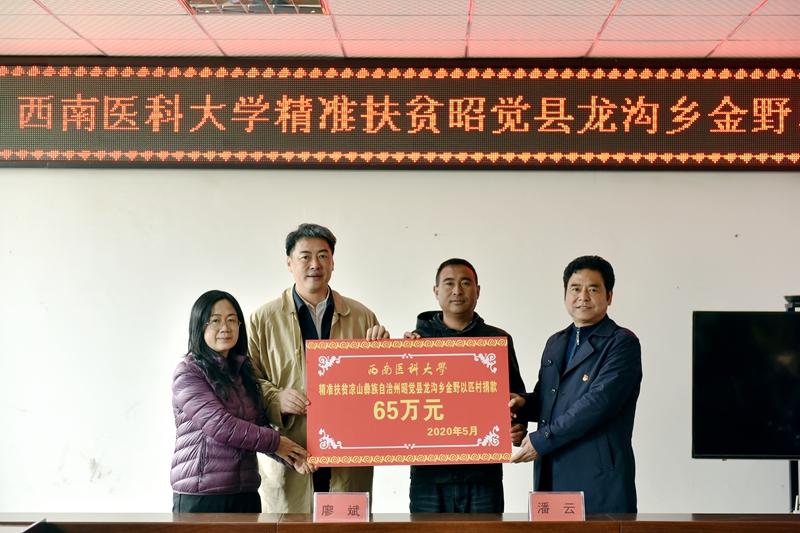 西南医科大学精准扶贫昭觉县龙沟乡金野
西南医科大学
精准扶贫凉山彝族自治州昭觉县龙沟乡金野以匹村捐款
65万元
2020年5月
廖 斌
潘 云